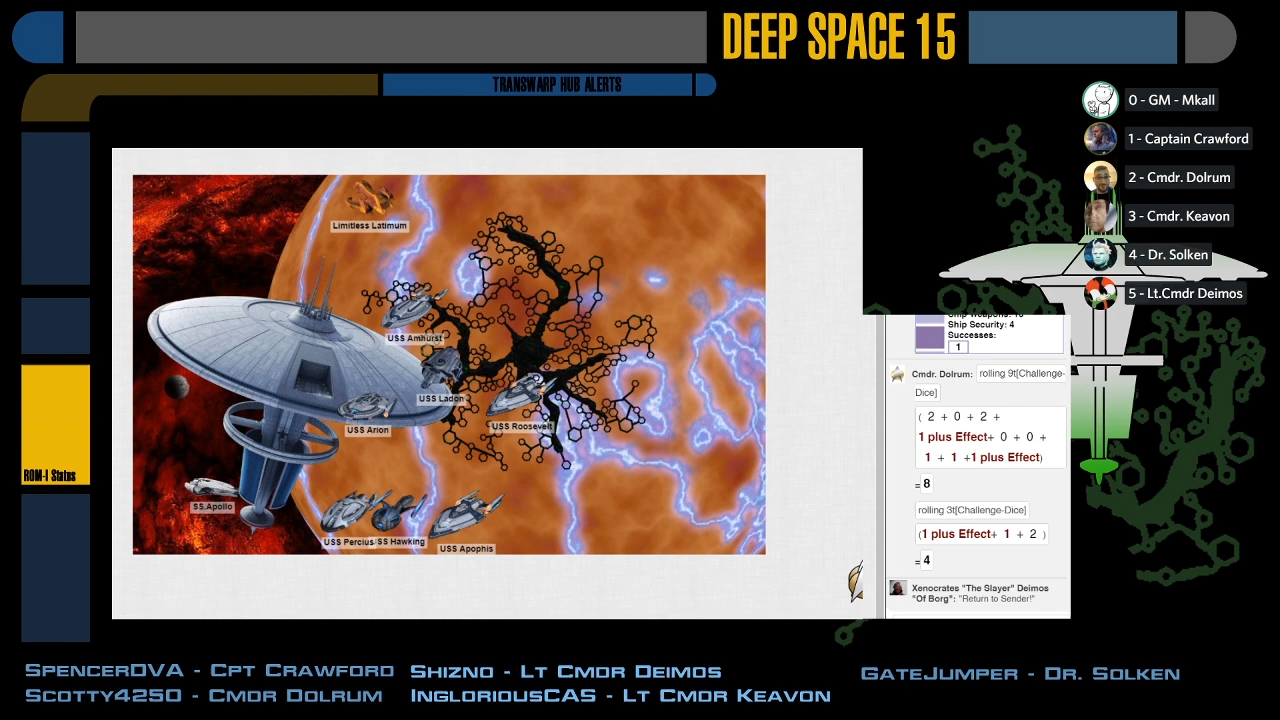 DEEP SPACE 15
TRANSWARP HUB ALERTS
0 - GM - Mkall
1 - Captain Crawford
2 - Cmdr. Dolrum
3 - Cmdr. Keavon
4 - Dr. Solken
5 - Lt.Cmdr Deimos
Limitless Latimum
USS Amhurst
USS Ladon
USS Arion
USS Roosevelt
SS.Apollo
USS Percius
SS Hawking
USS Apophis
ROM-I Status
Ship Security: 4
Successes:
1
Cmdr. Dolrum: rolling 9t[Challenge-
Dice]
( 2 + 0 + 2 +
1 plus Effect+ 0 + 0 +
1 + 1 +1 plus Effect)
=8
rolling 3t[Challenge-Dice]
(1 plus Effect+ 1 + 2 )
=4
Xenocrates "The Slayer" Deimos
"Of Borg": "Return to Sender!"
SpencerDVA - Cpt Crawford
Scotty4250 - Cmdr Dolrum
Shizno - Lt Cmdr Deimos
IngloriousCAS - Lt Cmdr Keavon
GateJumper - Dr. Solken